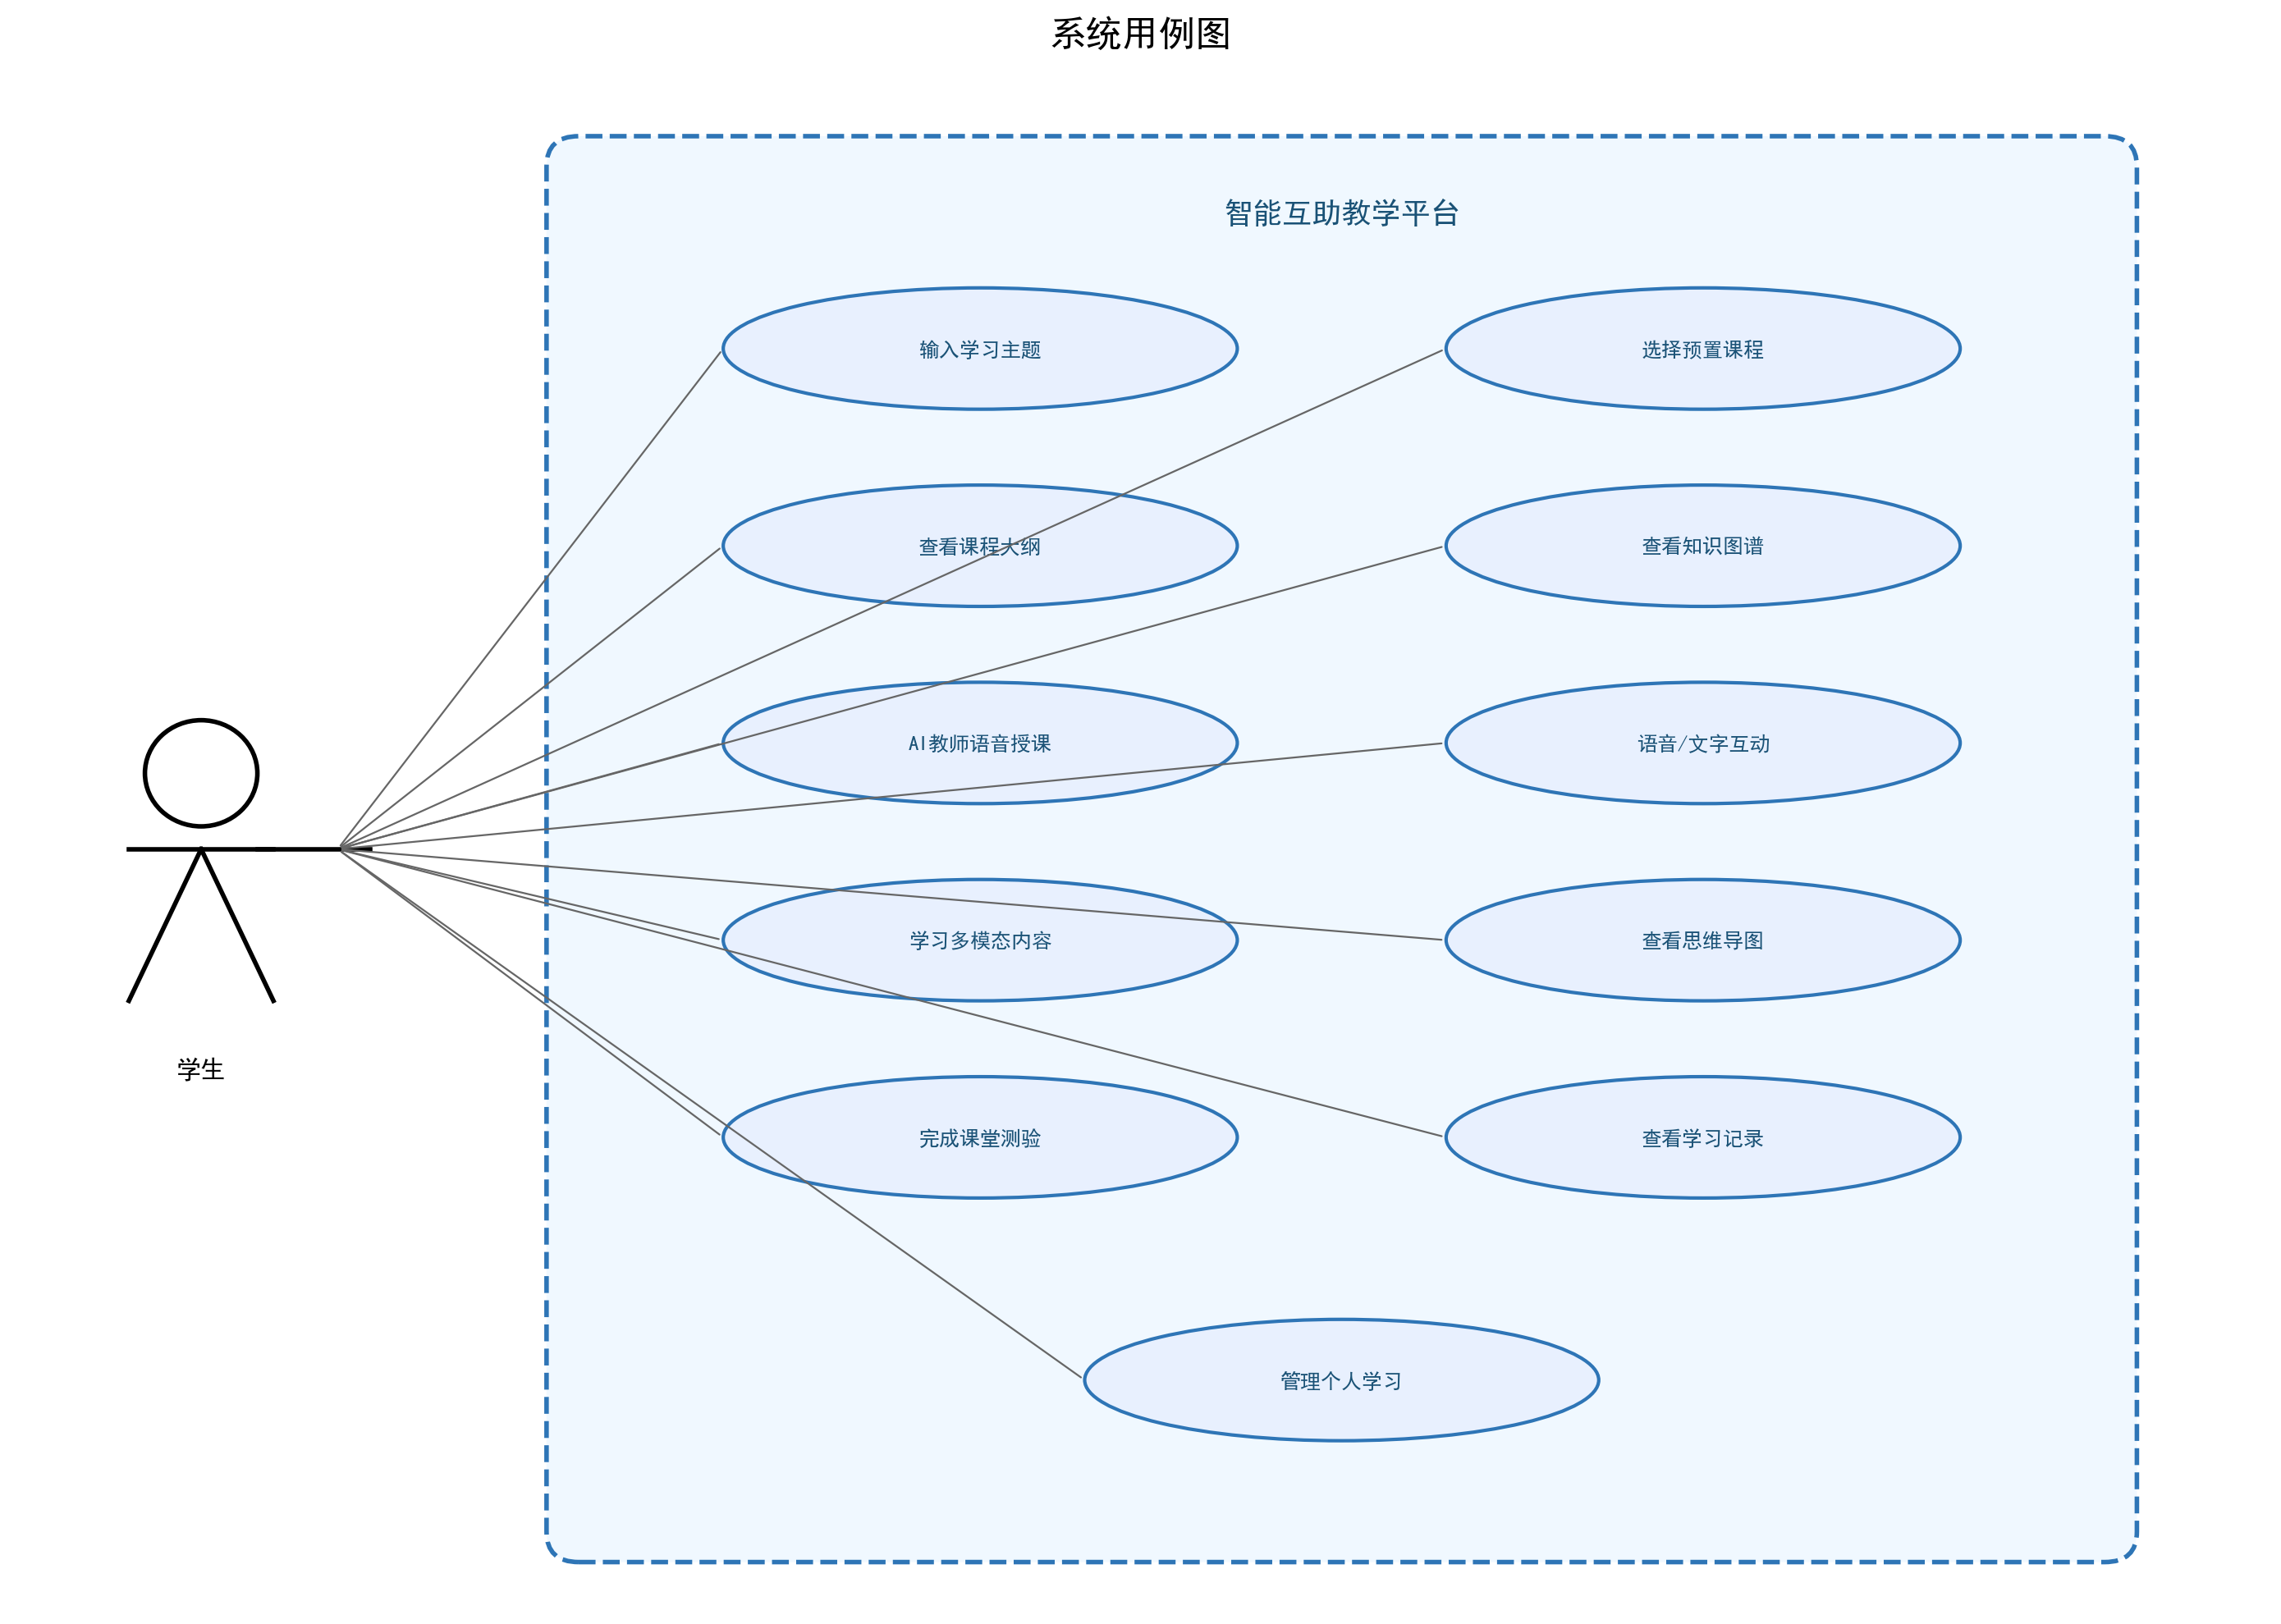 系统用例图
智能互助教学平台
输入学习主题
选择预置课程
查看课程大纲
查看知识图谱
AI教师语音授课
语音/文字互动
学习多模态内容
查看思维导图
学生
完成课堂测验
查看学习记录
管理个人学习